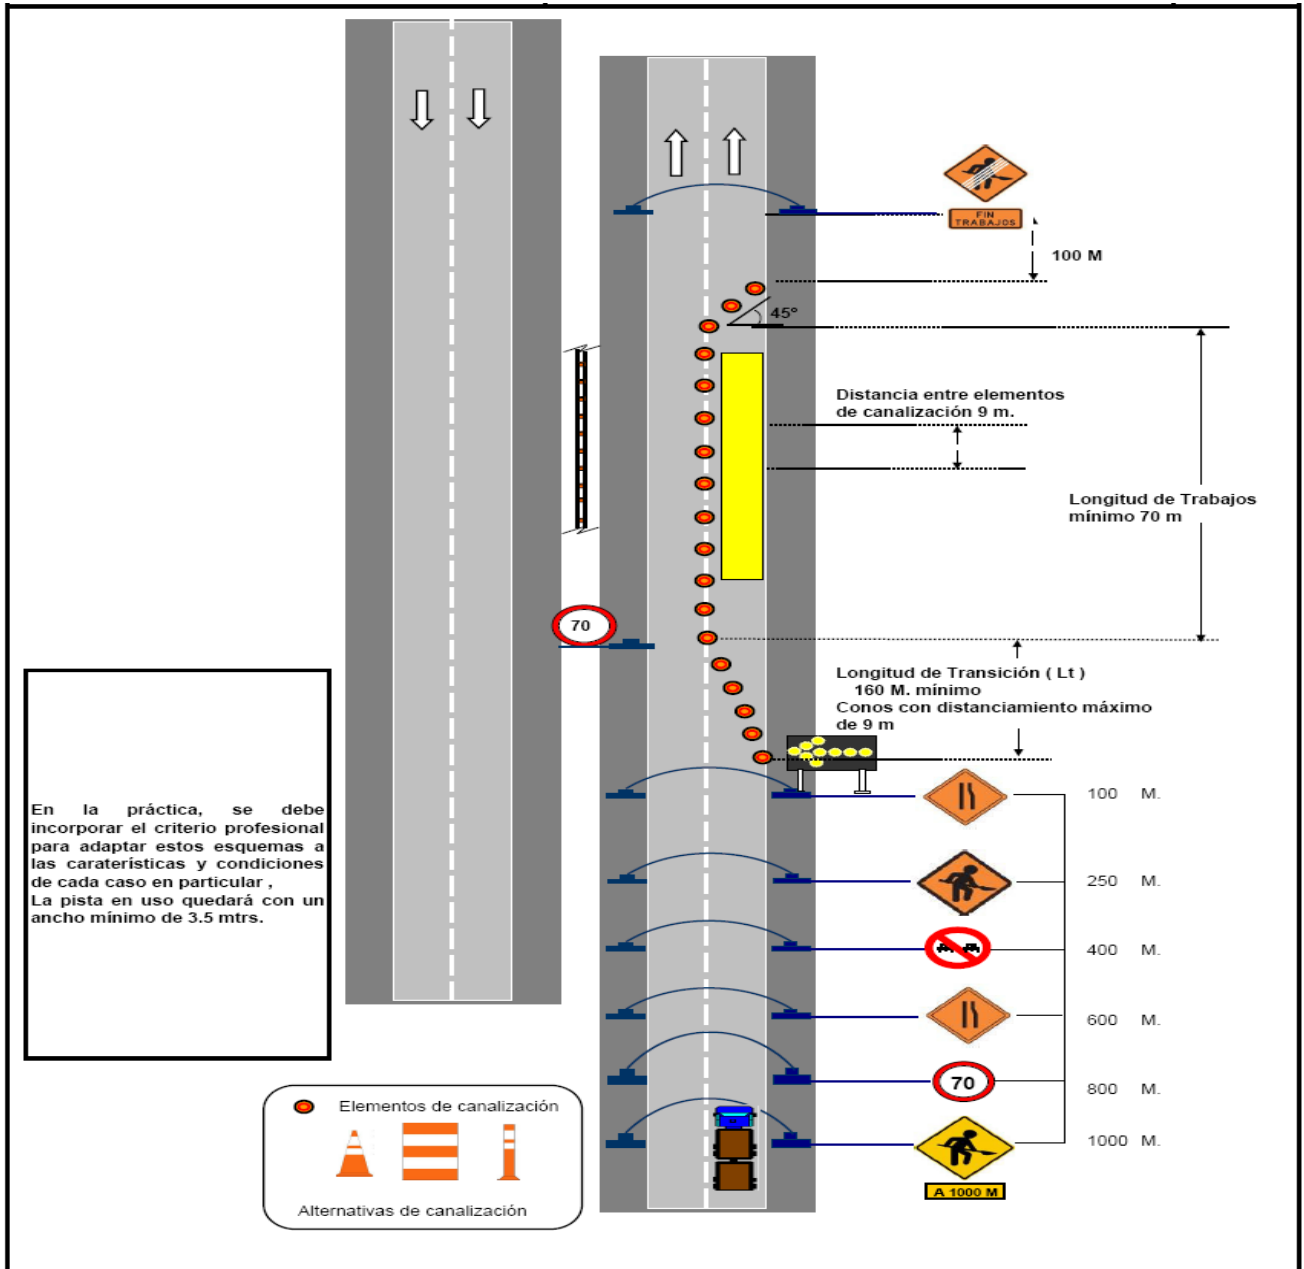 FIN
TRABAJOS
100 M
45°
Distancia entre elementos
de canalización 9 m.
Longitud de Trabajos
mínimo 70 m
70
Longitud de Transición ( Lt )
160 M. mínimo
Conos con distanciamiento máximo
de 9 m
En la práctica, se debe
incorporar el criterio profesional
para adaptar estos esquemas a
las caraterísticas y condiciones
de cada caso en particular ,
La pista en uso quedará con un
ancho mínimo de 3.5 mtrs.
100 M.
250 M.
400 M.
600 M.
70
800 M.
1000 M.
A 1000 M
Elementos de canalización
Alternativas de canalización